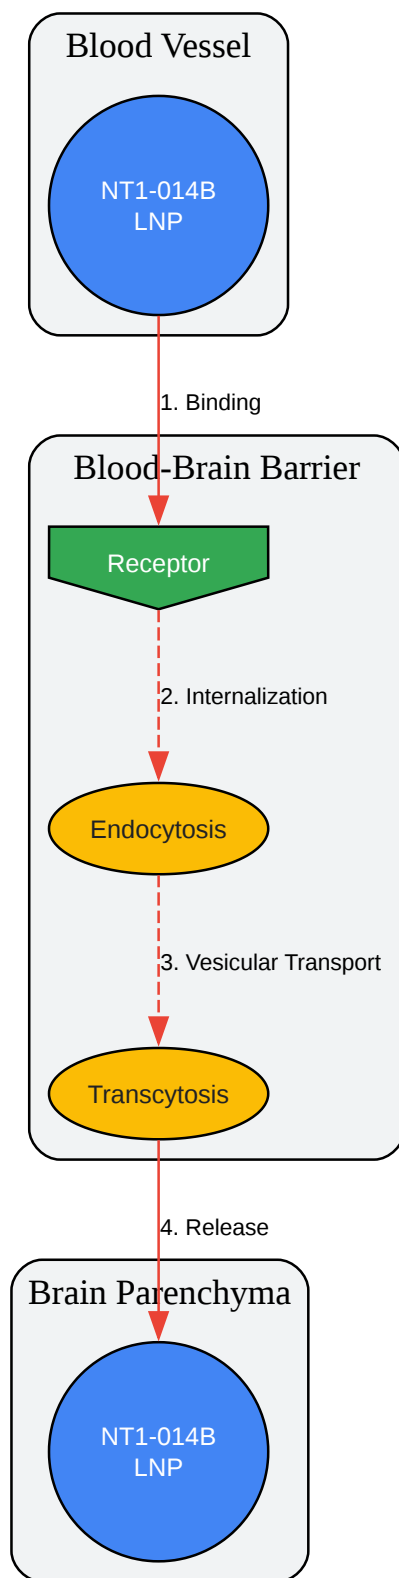 Blood Vessel
NT1-014B
LNP
1. Binding
Blood-Brain Barrier
Receptor
2. Internalization
Endocytosis
3. Vesicular Transport
Transcytosis
4. Release
Brain Parenchyma
NT1-014B
LNP